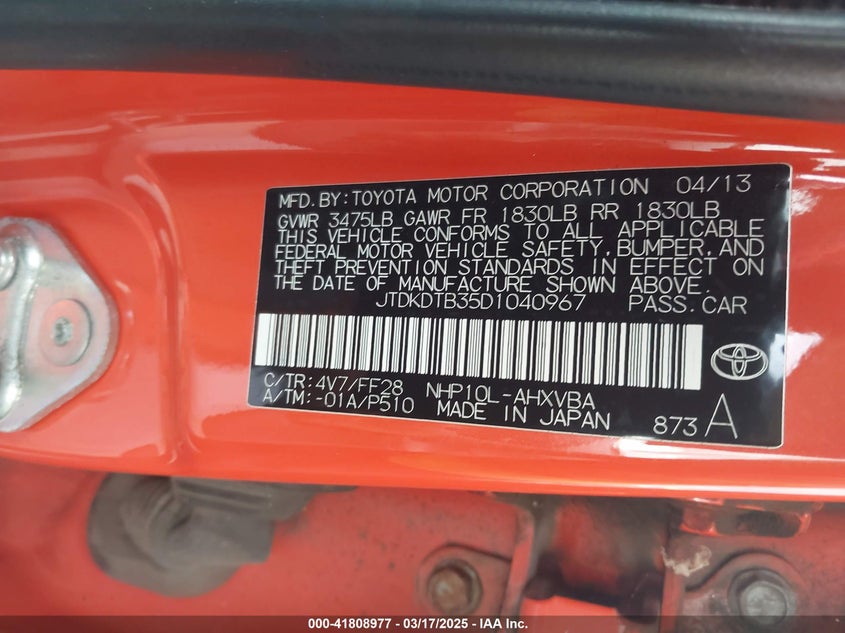 MFD. BY: TOYOTA MOTOR CORPORATION 04/13
GVWR 3475LB GAWR FR 1830LB RR 1830LB
THIS VEHICLE CONFORMS TO ALL APPLICABLE
FEDERAL MOTOR VEHICLE SAFETY, BUMPER, AND
THEFT PREVENTION STANDARDS IN EFFECT ON
THE DATE OF MANUFACTURE SHOWN ABOVE.
JTDKDTB35D1040967 PASS. CAR
C/TR: 4V7/FF28 NHP10L-AHXVBA
A/TM: -01A/P510 MADE IN JAPAN 873 A
000-41808977 - 03/17/2025 - IAA Inc.